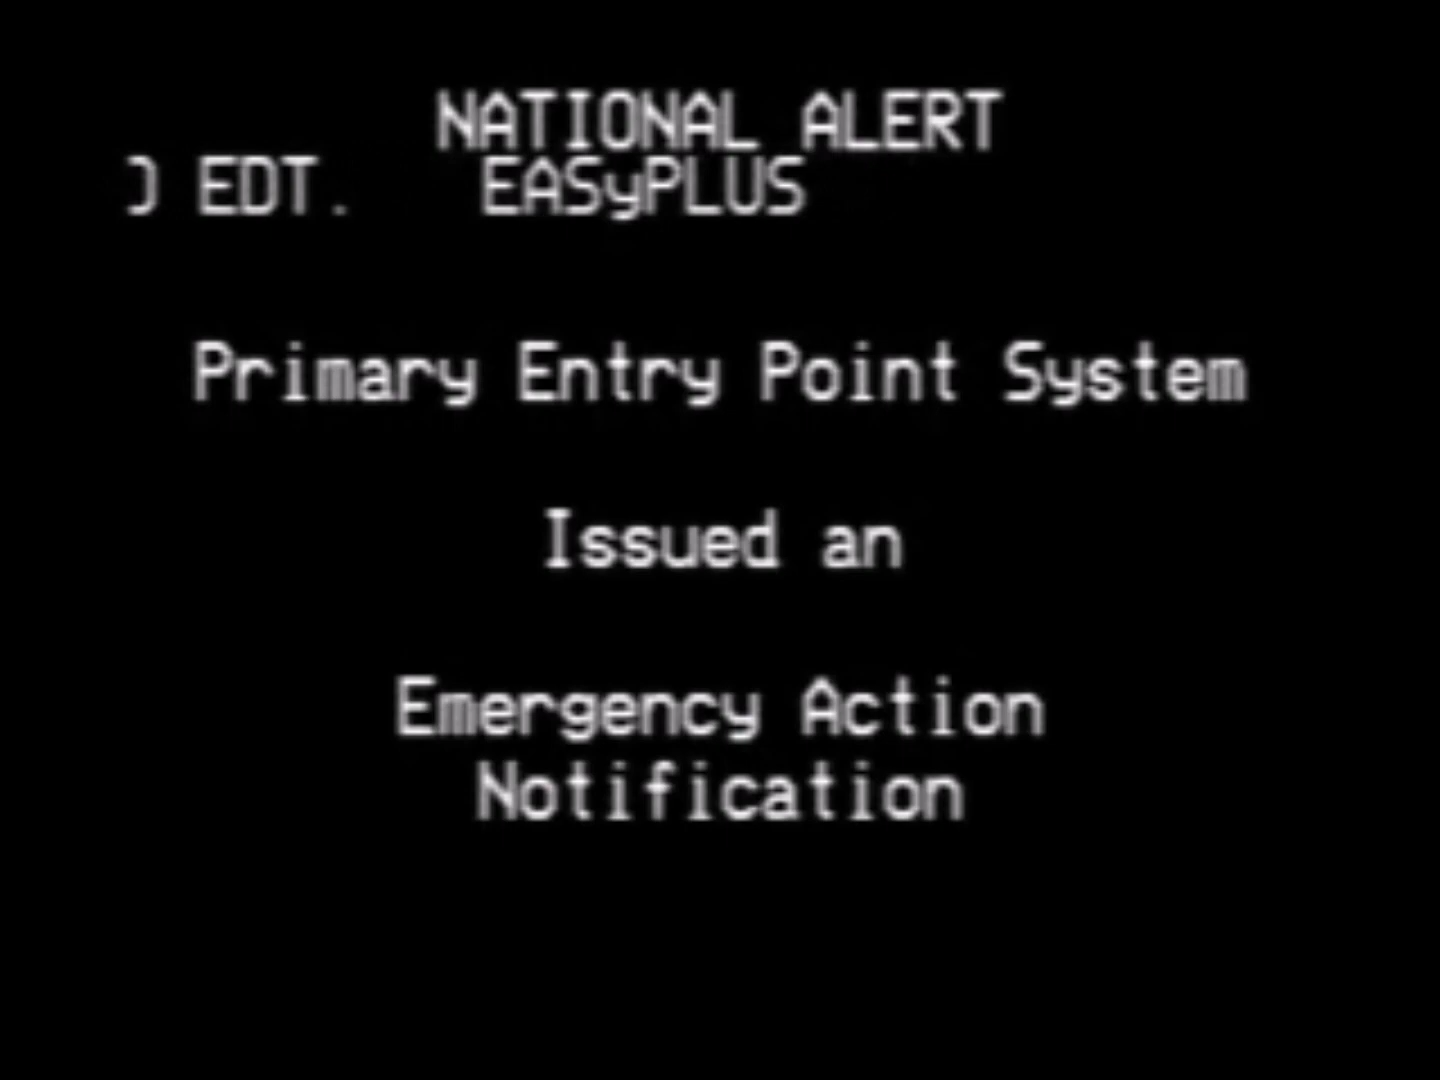 NATIONAL ALERT
) EDT. EASyPLUS
Primary Entry Point System
Issued an
Emergency Action
Notification